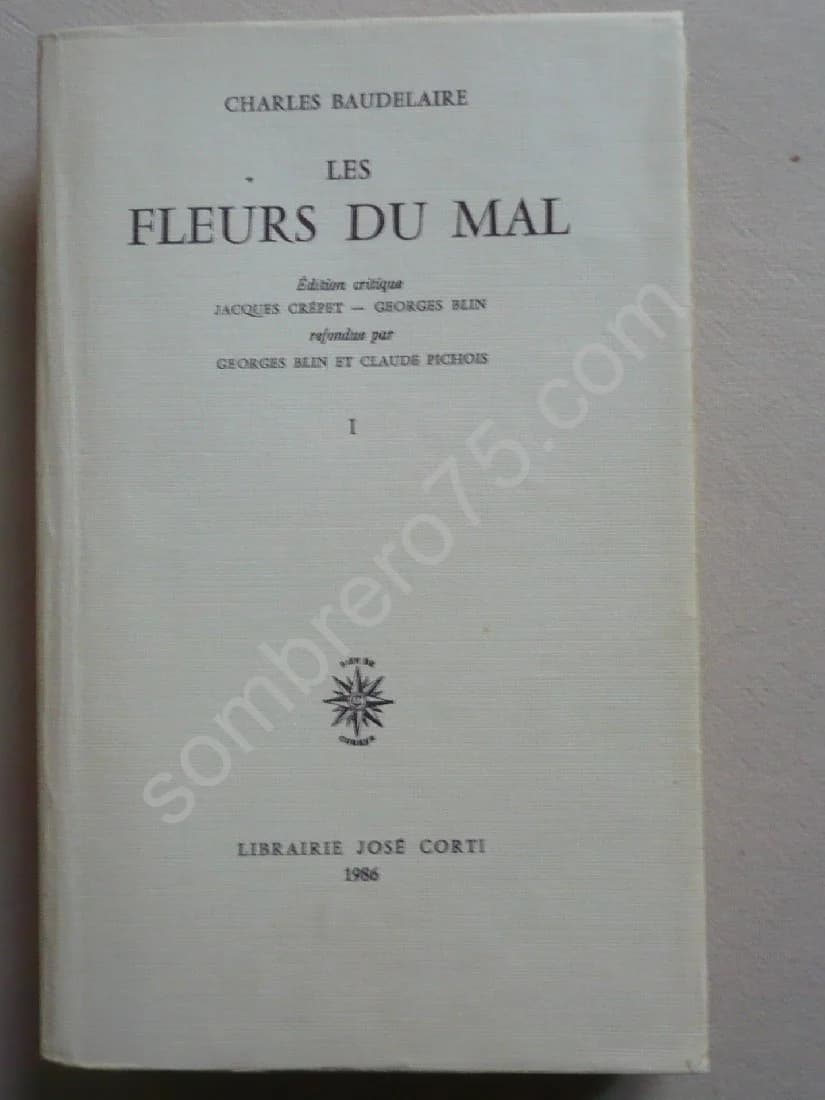 CHARLES BAUDELAIRE
LES
FLEURS DU MAL
Édition critique
JACQUES CRÉPET — GEORGES BLIN
refondue par
GEORGES BLIN ET CLAUDE PICHOIS
I
LIBRAIRIE JOSÉ CORTI
1986
sombrero75.com